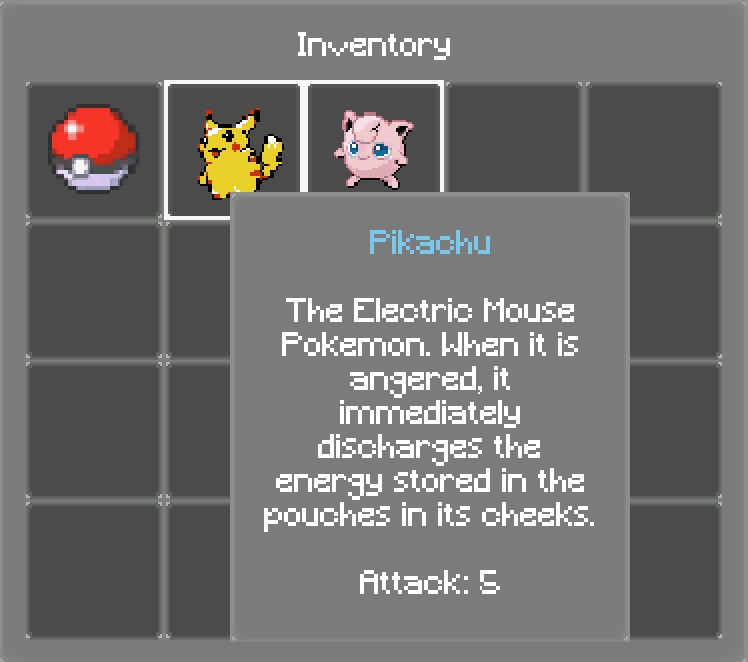 Inventory
Pikachu
The Electric Mouse
Pokemon. When it is
angered, it
immediately
discharges the
energy stored in the
pouches in its cheeks.
Attack: 5